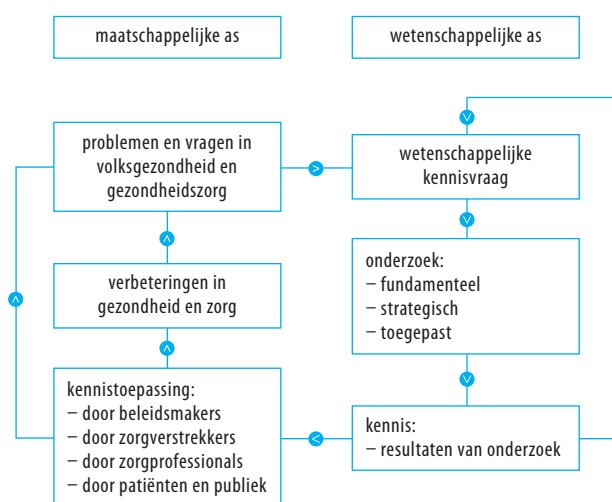 maatschappelijke as
wetenschappelijke as
problemen en vragen in
volksgezondheid en
gezondheidszorg
wetenschappelijke
kennisvraag
verbeteringen in
gezondheid en zorg
onderzoek:
– fundamenteel
– strategisch
– toegepast
kennistoepassing:
– door beleidsmakers
– door zorgverstrekkers
– door zorgprofessionals
– door patiënten en publiek
kennis:
– resultaten van onderzoek